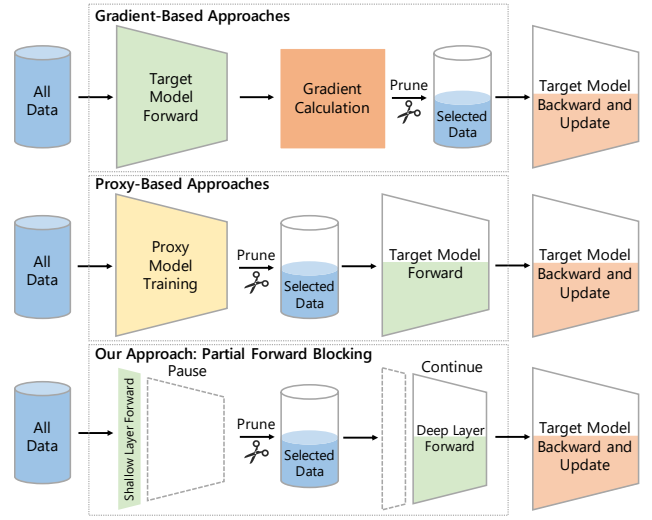 Gradient-Based Approaches
All
Data
Target
Model
Forward
Gradient
Calculation
Prune
Selected
Data
Target Model
Backward and
Update
Proxy-Based Approaches
All
Data
Proxy
Model
Training
Prune
Selected
Data
Target Model
Forward
Target Model
Backward and
Update
Our Approach: Partial Forward Blocking
All
Data
Shallow Layer Forward
Pause
Prune
Selected
Data
Continue
Deep Layer
Forward
Target Model
Backward and
Update